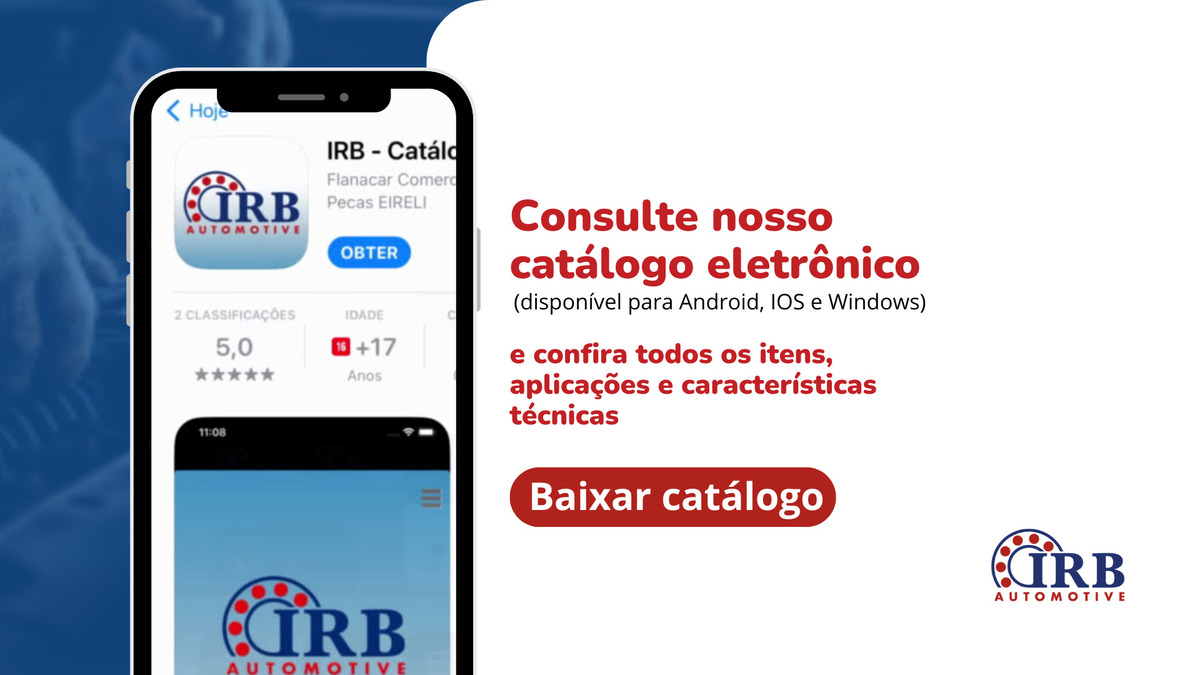 Hoje
IRB - Catálo
Flanacar Comerc
Pecas EIRELI
OBTER
IRB
AUTOMOTIVE
2 CLASSIFICAÇÕES
IDADE
C
5,0
16 +17
★★★★★
Anos
11:08
IRB
AUTOMOTIVE
Consulte nosso
catálogo eletrônico
(disponível para Android, IOS e Windows)
e confira todos os itens,
aplicações e características
técnicas
Baixar catálogo
IRB
AUTOMOTIVE